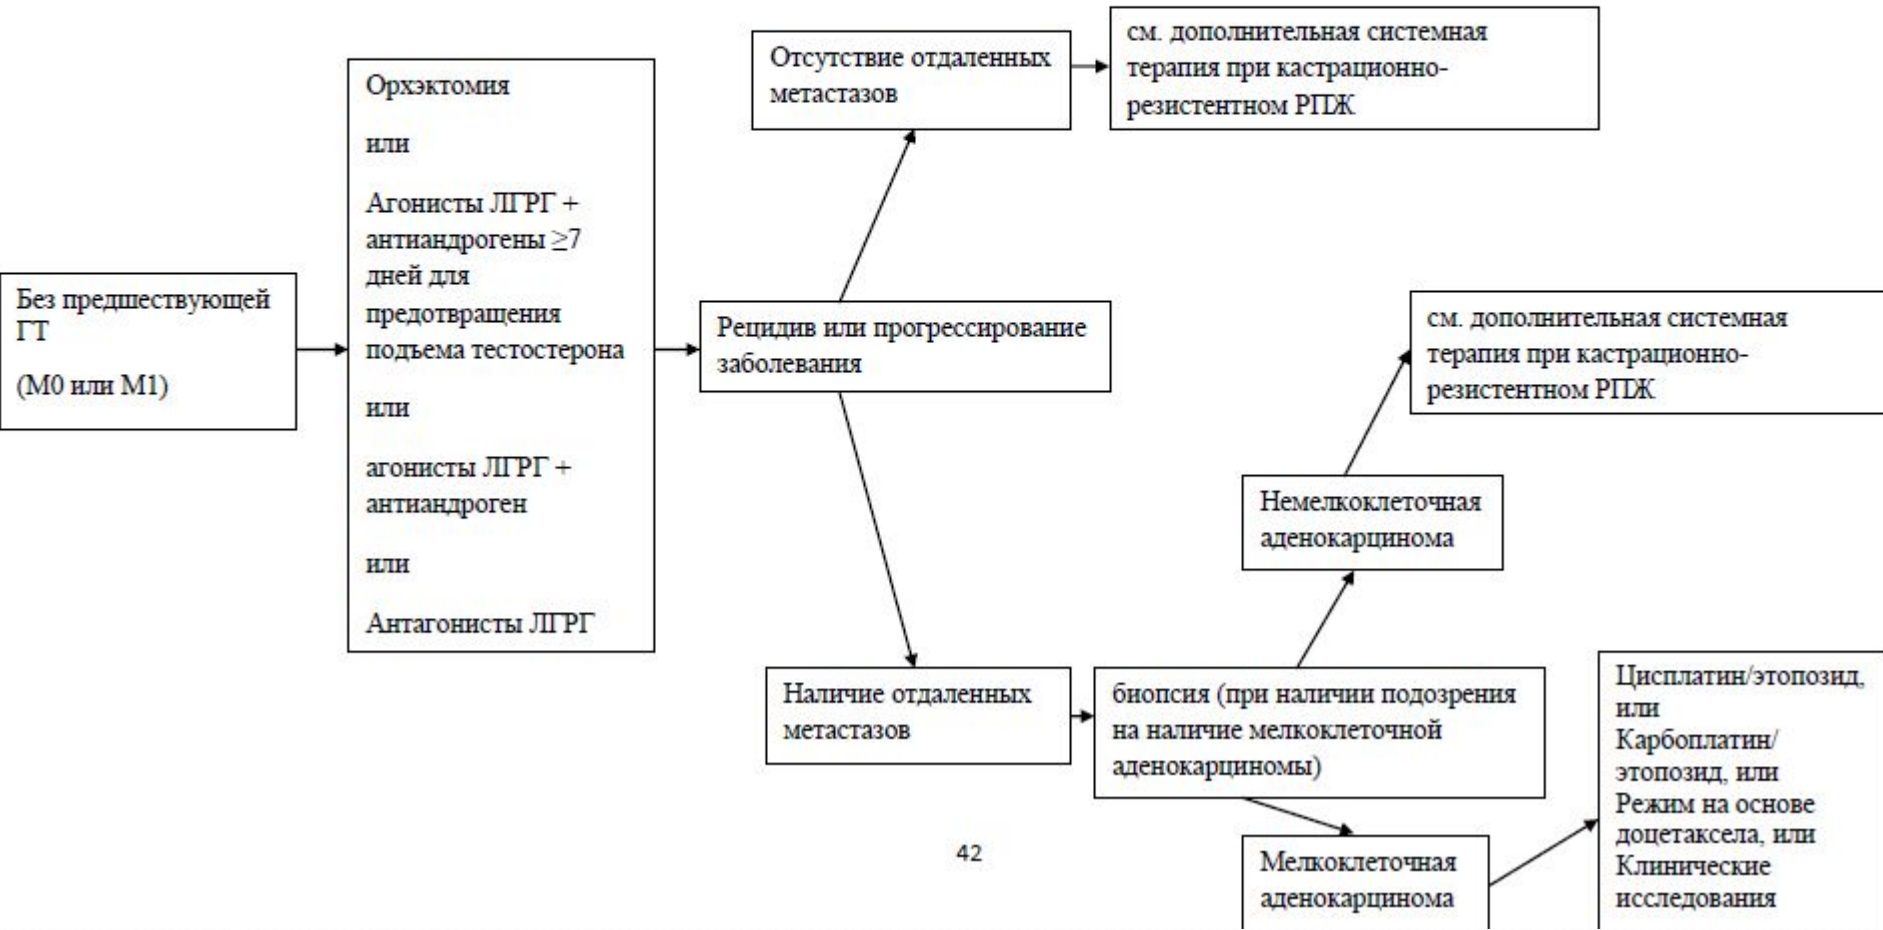 Без предшествующей
ГТ
(М0 или М1)
Орхэктомия
или
Агонисты ЛГРГ +
антиандрогены ≥7
дней для
предотвращения
подъема тестостерона
или
агонисты ЛГРГ +
антиандроген
или
Антагонисты ЛГРГ
Рецидив или прогрессирование
заболевания
Отсутствие отдаленных
метастазов
см. дополнительная системная
терапия при кастрационно-
резистентном РПЖ
Наличие отдаленных
метастазов
биопсия (при наличии подозрения
на наличие мелкоклеточной
аденокарциномы)
Немелкоклеточная
аденокарцинома
см. дополнительная системная
терапия при кастрационно-
резистентном РПЖ
Мелкоклеточная
аденокарцинома
Цисплатин/этопозид,
или
Карбоплатин/
этопозид, или
Режим на основе
доцетаксела, или
Клинические
исследования
42